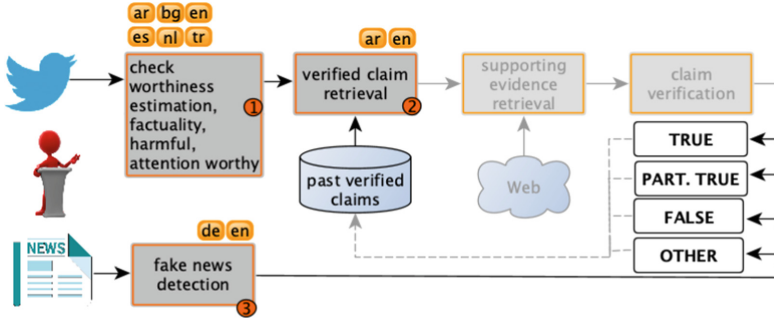 ar bg en
es nl tr
check
worthiness
estimation,
factuality,
harmful,
attention worthy
1
ar en
verified claim
retrieval
2
supporting
evidence
retrieval
claim
verification
past verified
claims
Web
TRUE
PART. TRUE
FALSE
OTHER
NEWS
de en
fake news
detection
3